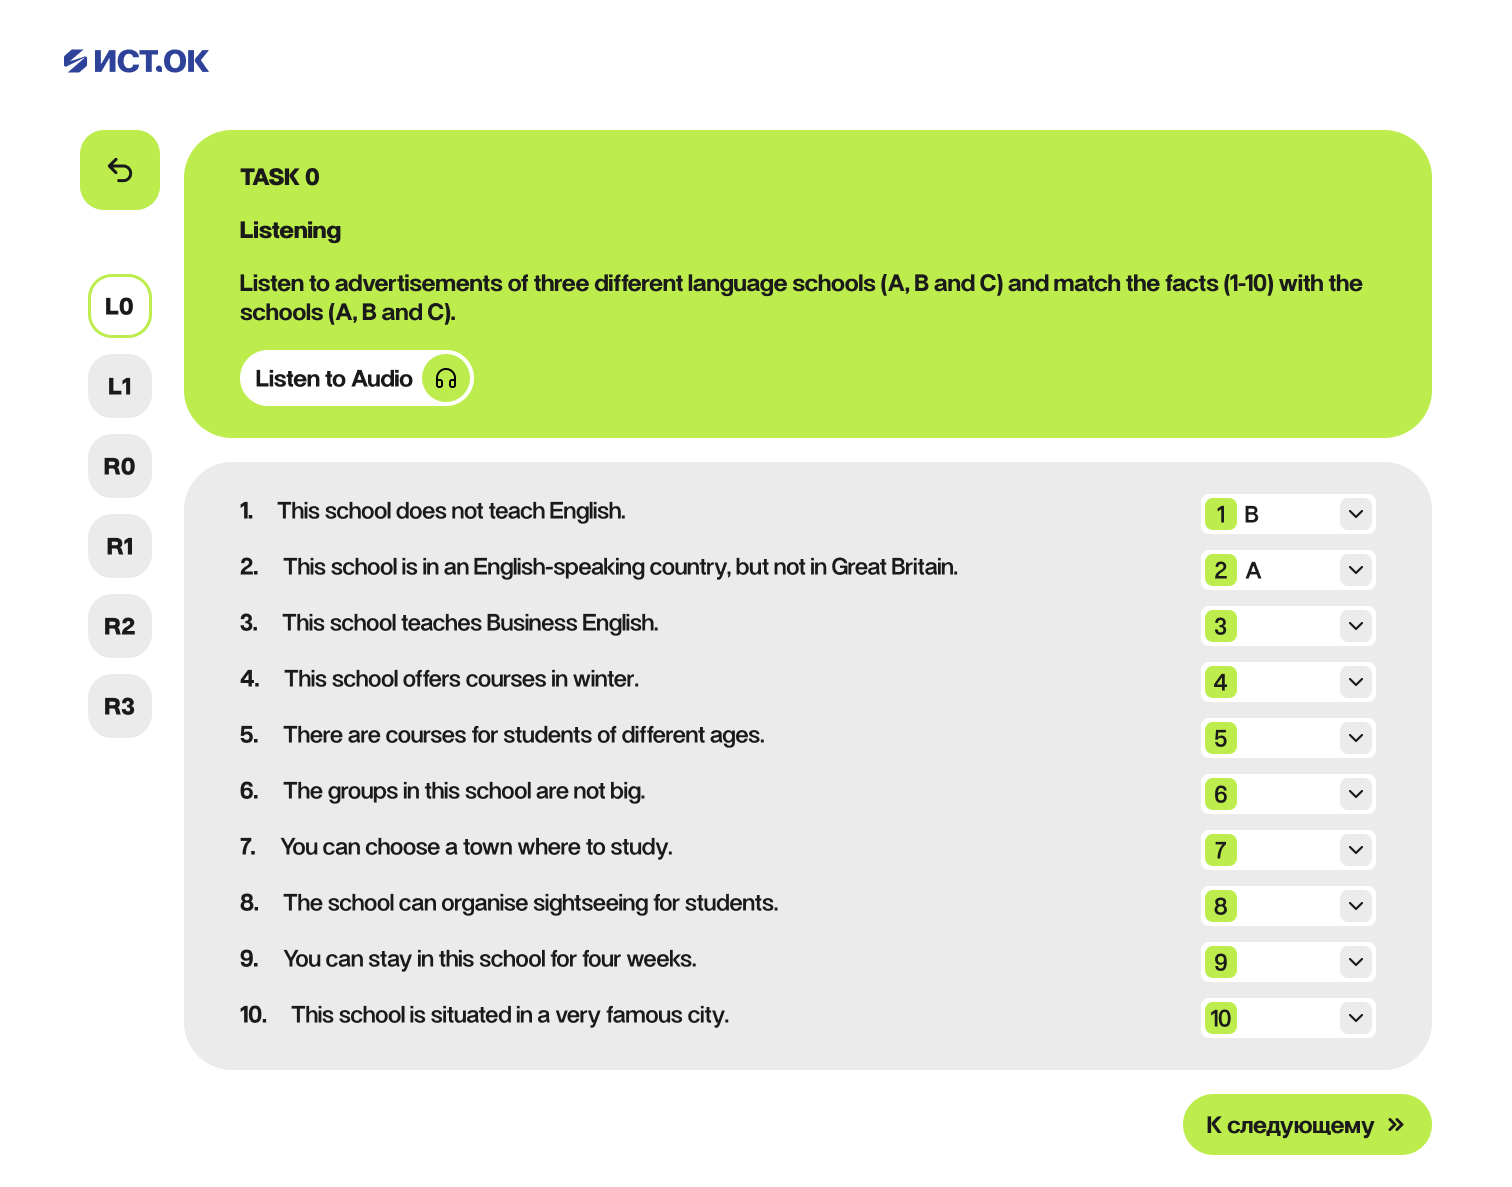 ИСТ.ОК
TASK 0
Listening
Listen to advertisements of three different language schools (A, B and C) and match the facts (1-10) with the
schools (A, B and C).
Listen to Audio
L0
L1
R0
R1
R2
R3
1. This school does not teach English. 1 B
2. This school is in an English-speaking country, but not in Great Britain. 2 A
3. This school teaches Business English. 3
4. This school offers courses in winter. 4
5. There are courses for students of different ages. 5
6. The groups in this school are not big. 6
7. You can choose a town where to study. 7
8. The school can organise sightseeing for students. 8
9. You can stay in this school for four weeks. 9
10. This school is situated in a very famous city. 10
К следующему